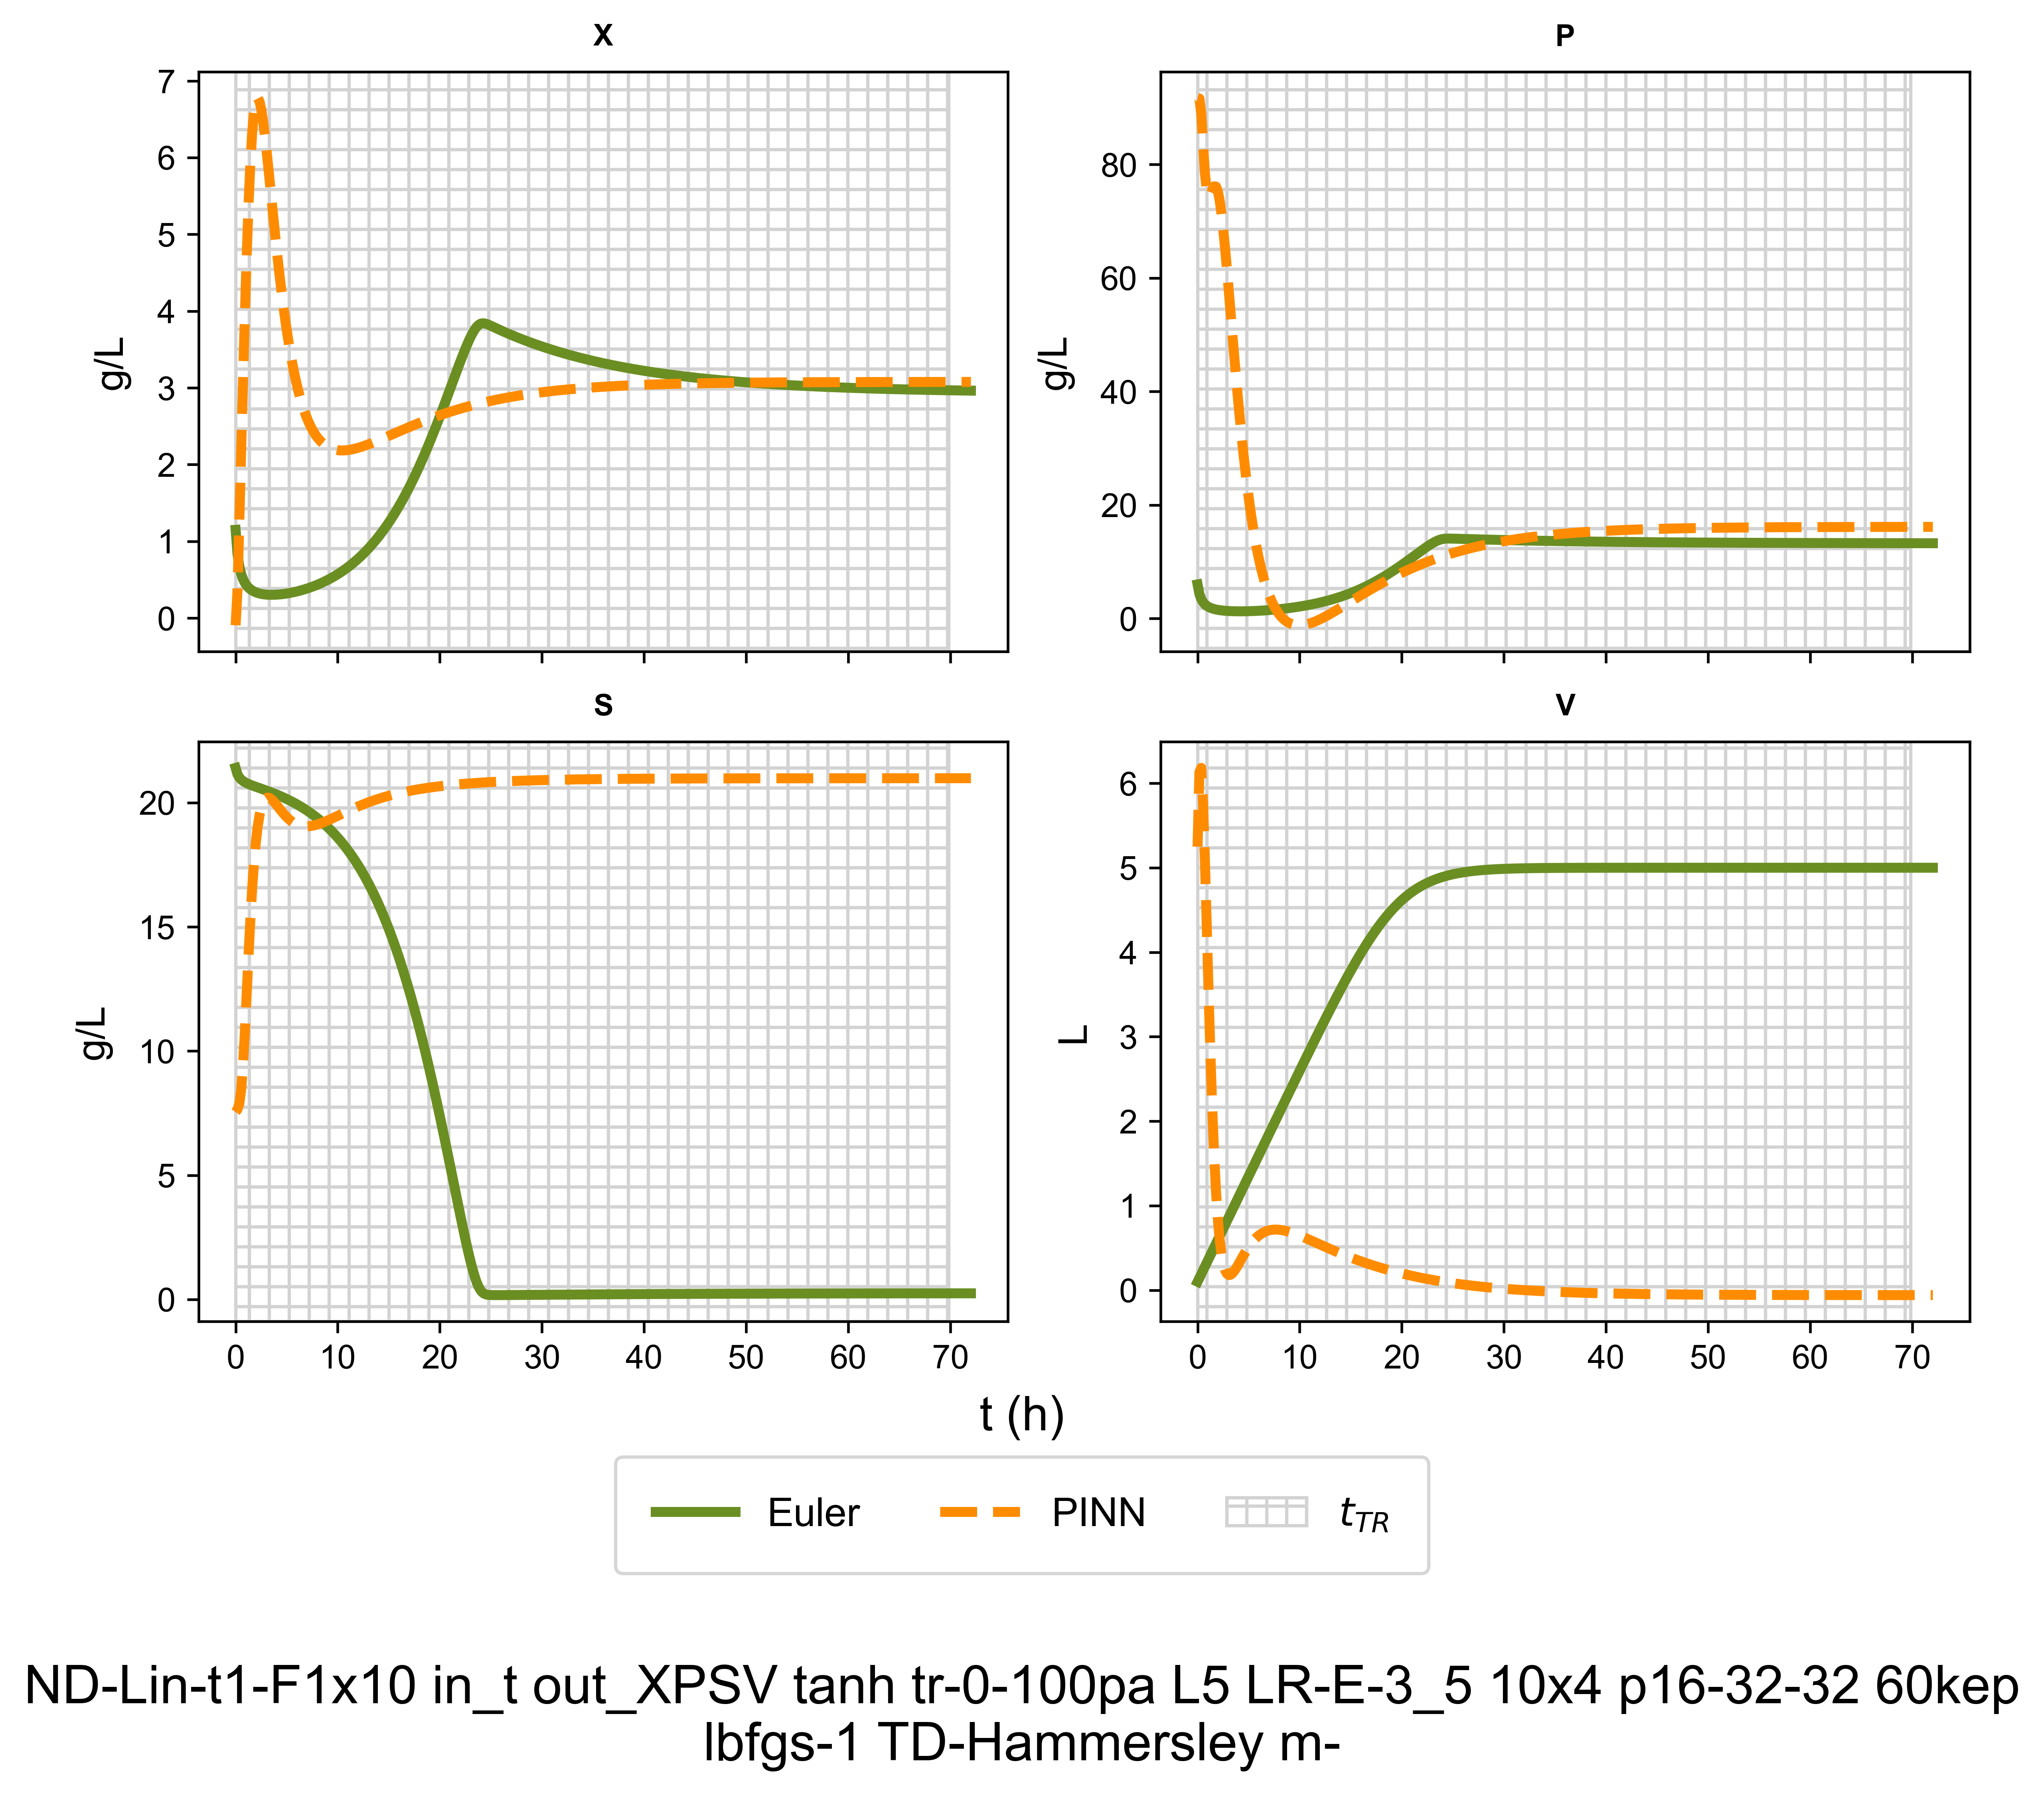 X
P
7
6
5
4
3
2
1
0
g/L
80
60
40
20
0
g/L
S
V
20
15
10
5
0
g/L
6
5
4
3
2
1
0
L
0 10 20 30 40 50 60 70
0 10 20 30 40 50 60 70
t (h)
Euler PINN t_TR
ND-Lin-t1-F1x10 in_t out_XPSV tanh tr-0-100pa L5 LR-E-3_5 10x4 p16-32-32 60kep
lbfgs-1 TD-Hammersley m-